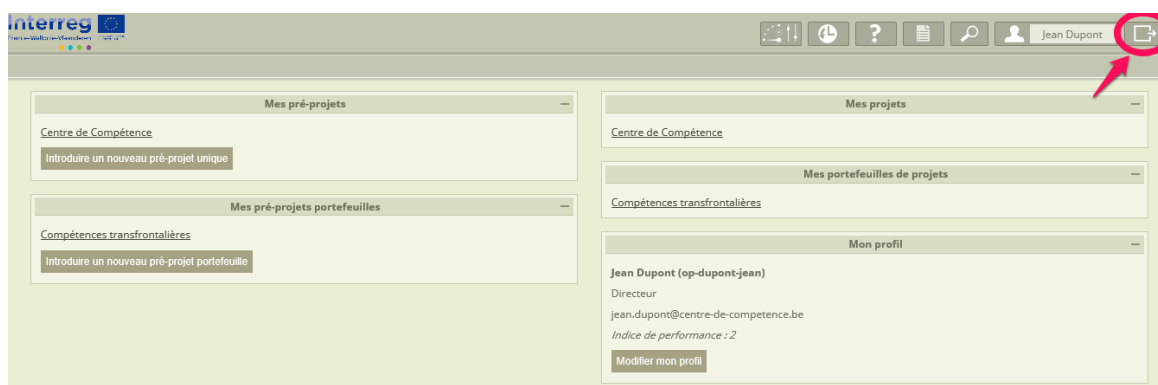 Interreg
France-Wallonie-Vlaanderen
Jean Dupont
Mes pré-projets
Centre de Compétence
Introduire un nouveau pré-projet unique
Mes pré-projets portefeuilles
Compétences transfrontalières
Introduire un nouveau pré-projet portefeuille
Mes projets
Centre de Compétence
Mes portefeuilles de projets
Compétences transfrontalières
Mon profil
Jean Dupont (op-dupont-jean)
Directeur
jean.dupont@centre-de-competence.be
Indice de performance : 2
Modifier mon profil